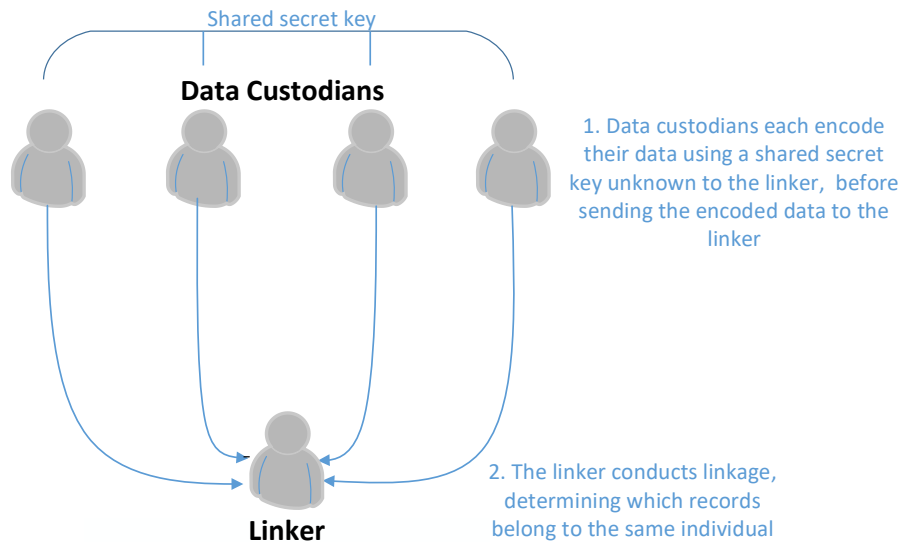 Shared secret key
Data Custodians
1. Data custodians each encode
their data using a shared secret
key unknown to the linker,  before
sending the encoded data to the
linker
2. The linker conducts linkage,
determining which records
belong to the same individual
Linker